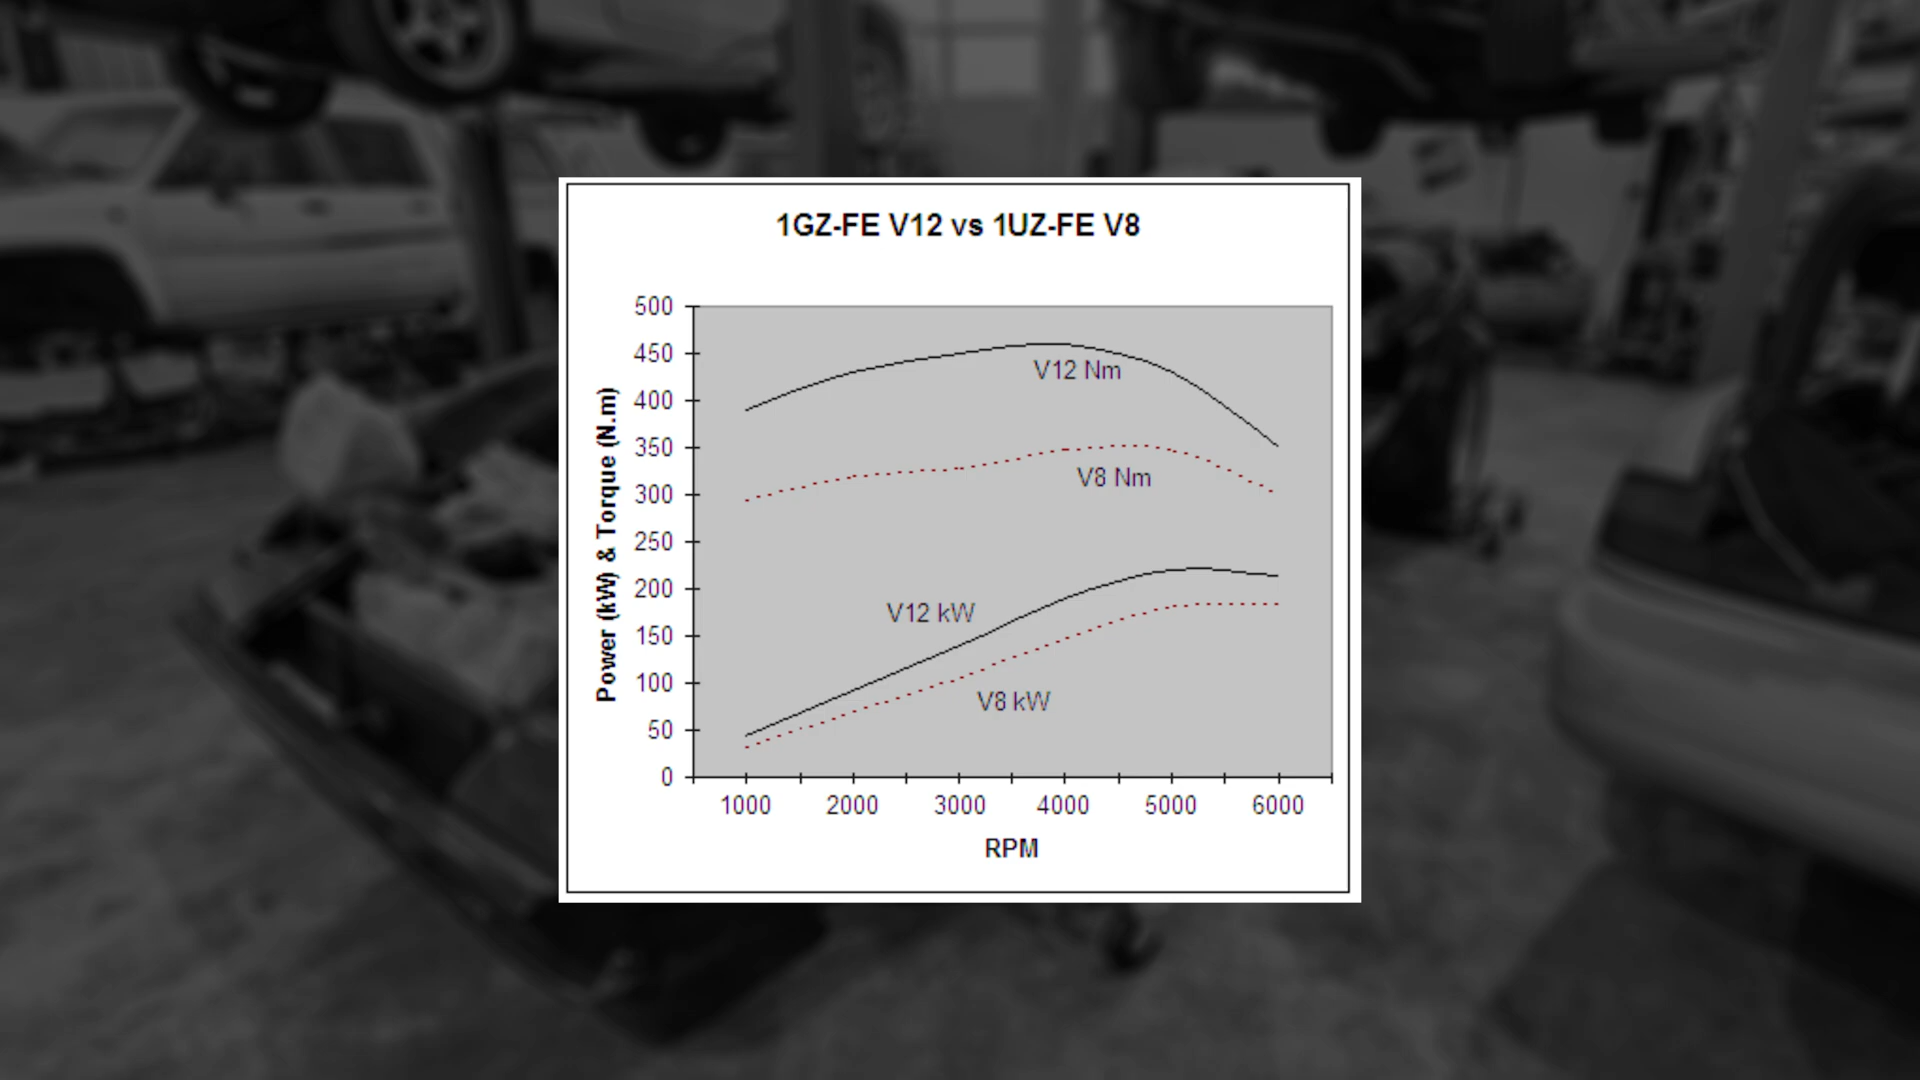 1GZ-FE V12 vs 1UZ-FE V8
500
450
400
350
300
250
200
150
100
50
0
Power (kW) & Torque (N.m)
V12 Nm
V8 Nm
V12 kW
V8 kW
1000 2000 3000 4000 5000 6000
RPM